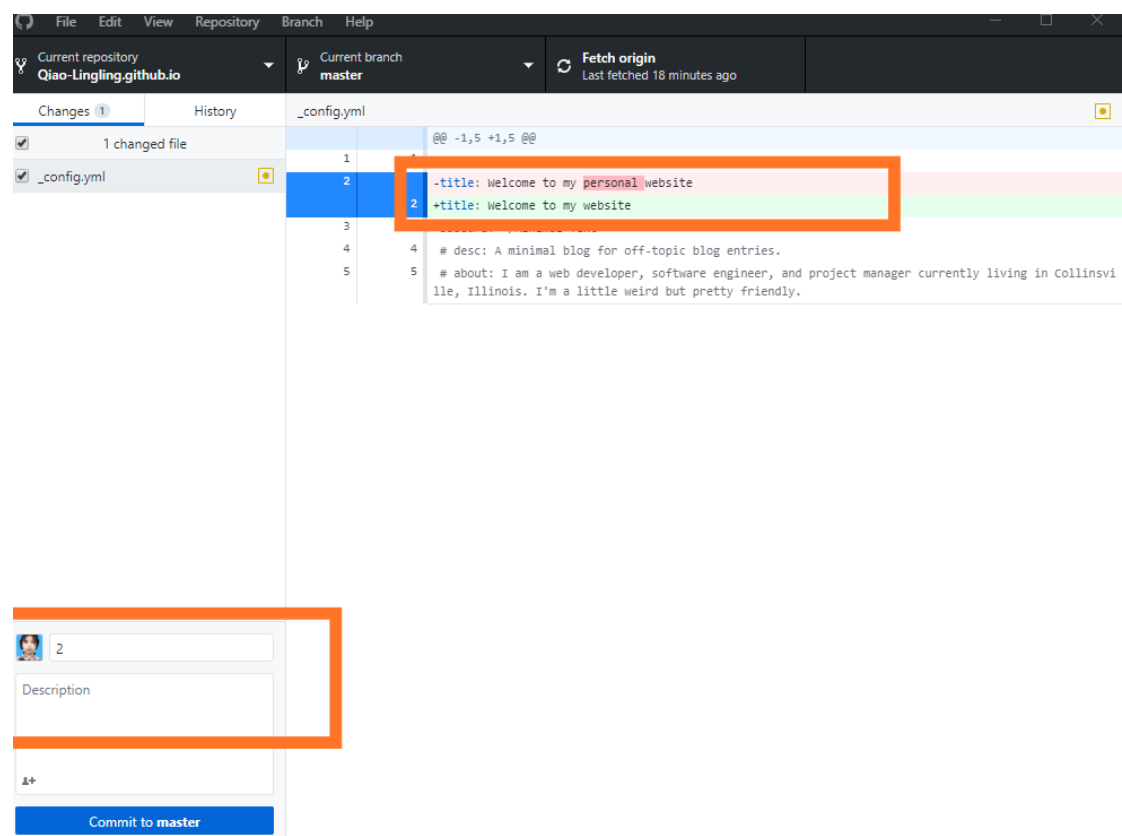 File Edit View Repository Branch Help
Current repository
Qiao-Lingling.github.io
Current branch
master
Fetch origin
Last fetched 18 minutes ago
Changes 1 History
_config.yml
1 changed file
_config.yml
@@ -1,5 +1,5 @@
1
2 -title: Welcome to my personal website
2 +title: Welcome to my website
3
4 4 # desc: A minimal blog for off-topic blog entries.
5 5 # about: I am a web developer, software engineer, and project manager currently living in Collinsvi
lle, Illinois. I'm a little weird but pretty friendly.
2
Description
Commit to master